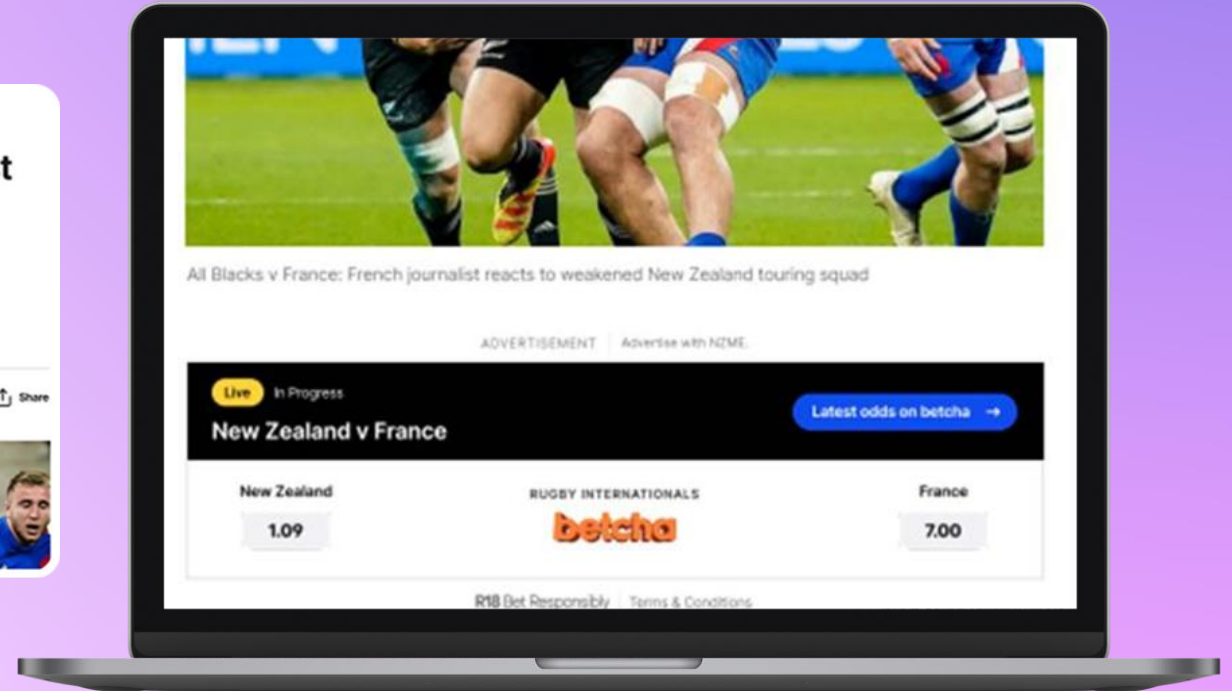 t
Share
All Blacks v France: French journalist reacts to weakened New Zealand touring squad
ADVERTISEMENT | Advertise with NZME.
Live In Progress
Latest odds on betcha →
New Zealand v France
New Zealand
RUGBY INTERNATIONALS
France
1.09
betcha
7.00
R18 Bet Responsibly | Terms & Conditions